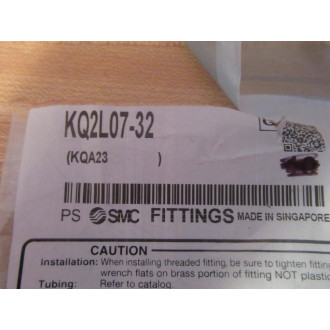 KQ2L07-32
(KQA23 )
PS SMC FITTINGS MADE IN SINGAPORE
CAUTION
Installation: When installing threaded fitting, be sure to tighten fitting
wrench flats on brass portion of fitting NOT plastic
Tubing: Refer to catalog.